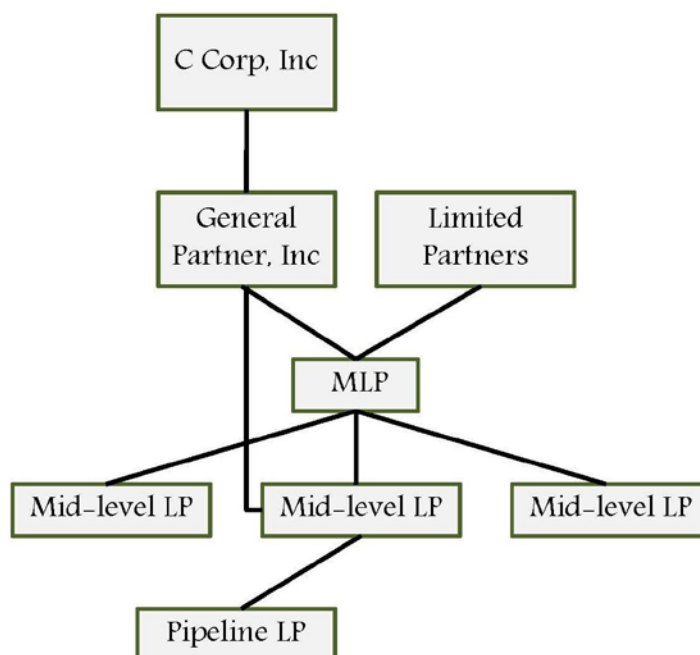 C Corp, Inc
General
Partner, Inc
Limited
Partners
MLP
Mid-level LP
Mid-level LP
Mid-level LP
Pipeline LP